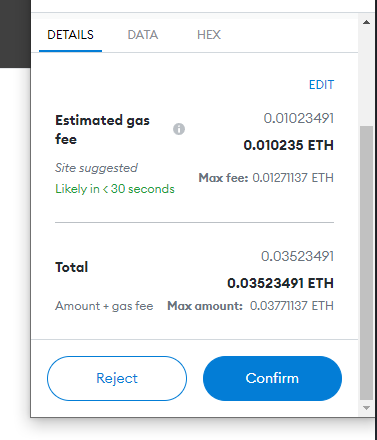 DETAILS DATA HEX
EDIT
Estimated gas fee
0.01023491
0.010235 ETH
Site suggested
Likely in < 30 seconds
Max fee: 0.01271137 ETH
Total
0.03523491
0.03523491 ETH
Amount + gas fee Max amount: 0.03771137 ETH
Reject Confirm